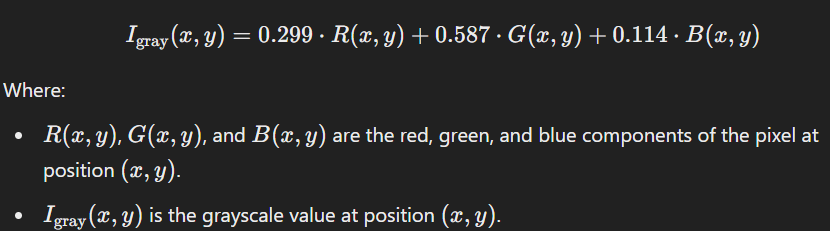 I_gray(x, y) = 0.299 · R(x, y) + 0.587 · G(x, y) + 0.114 · B(x, y)
Where:
• R(x, y), G(x, y), and B(x, y) are the red, green, and blue components of the pixel at
position (x, y).
• I_gray(x, y) is the grayscale value at position (x, y).